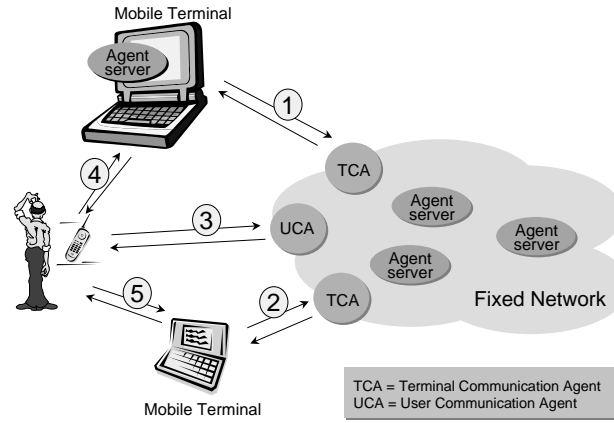 Mobile Terminal
Agent
server
1
TCA
4
Agent
server
3
UCA
Agent
server
Agent
server
5
2
TCA
Fixed Network
Mobile Terminal
TCA = Terminal Communication Agent
UCA = User Communication Agent